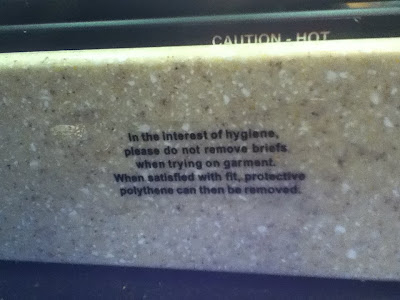 CAUTION - HOT
In the interest of hygiene,
please do not remove briefs
when trying on garment.
When satisfied with fit, protective
polythene can then be removed.